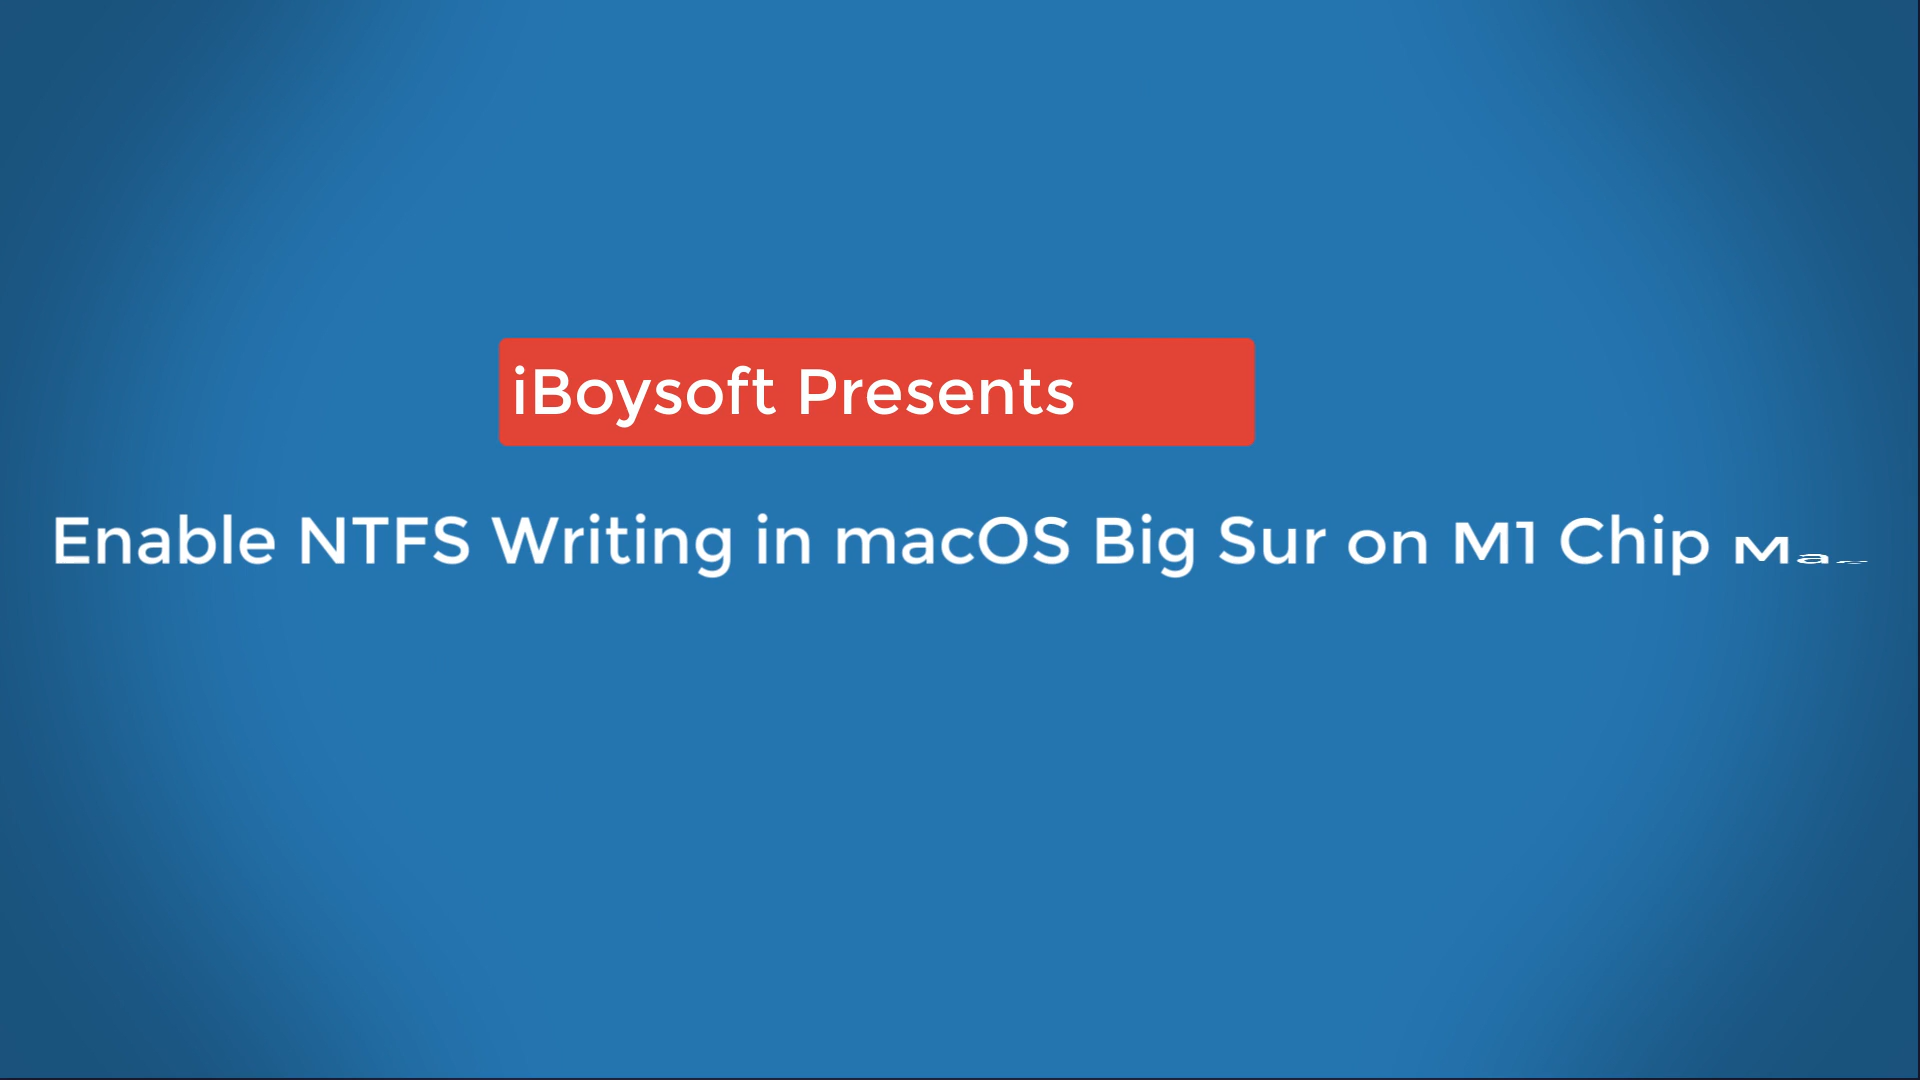 iBoysoft Presents
Enable NTFS Writing in macOS Big Sur on M1 Chip